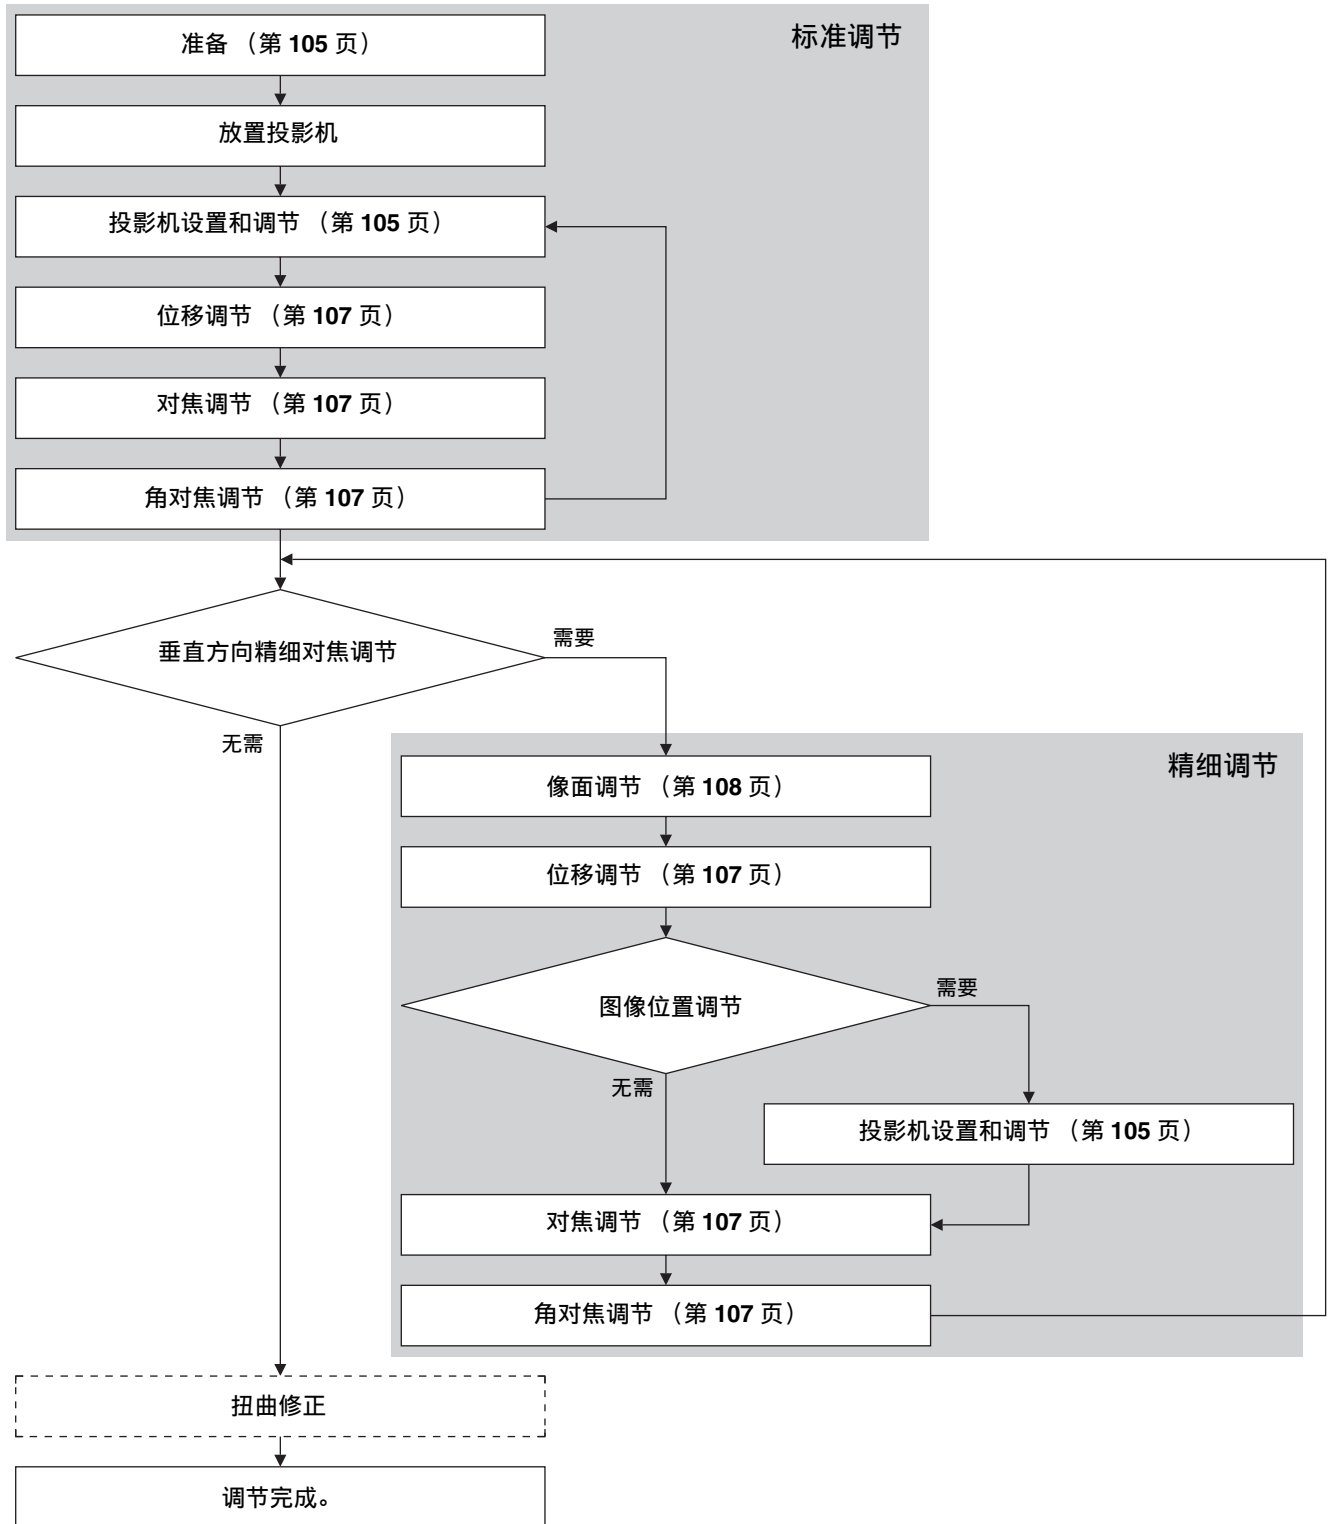 标准调节
准备 （第 105 页）
放置投影机
投影机设置和调节 （第 105 页）
位移调节 （第 107 页）
对焦调节 （第 107 页）
角对焦调节 （第 107 页）
垂直方向精细对焦调节
需要
无需
精细调节
像面调节 （第 108 页）
位移调节 （第 107 页）
图像位置调节
需要
无需
投影机设置和调节 （第 105 页）
对焦调节 （第 107 页）
角对焦调节 （第 107 页）
扭曲修正
调节完成。